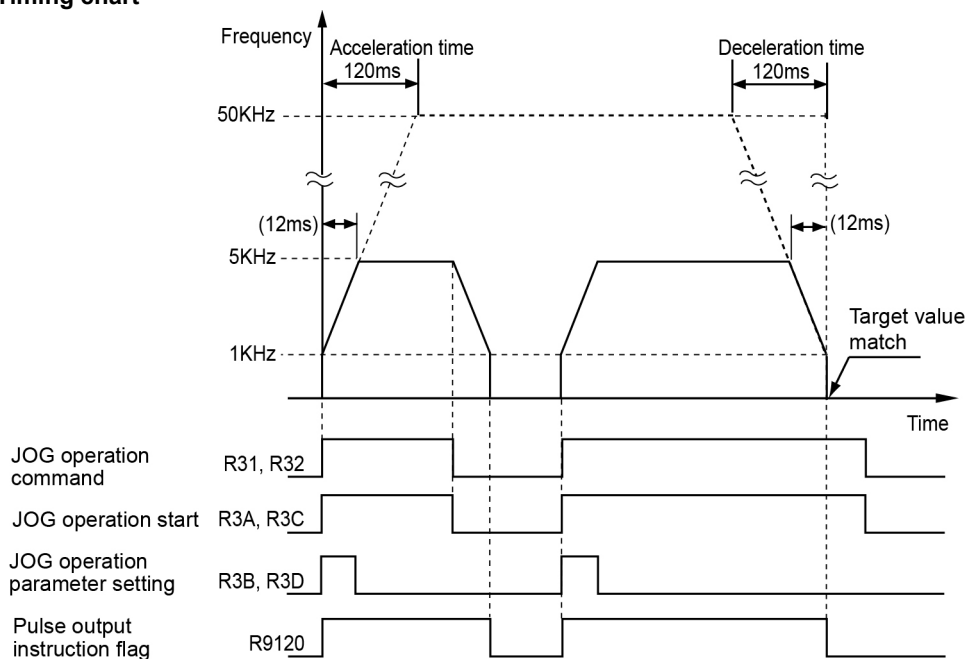 Timing chart
Frequency
Acceleration time
120ms
Deceleration time
120ms
50KHz
(12ms)
(12ms)
5KHz
1KHz
Target value
match
Time
JOG operation
command
R31, R32
JOG operation start
R3A, R3C
JOG operation
parameter setting
R3B, R3D
Pulse output
instruction flag
R9120